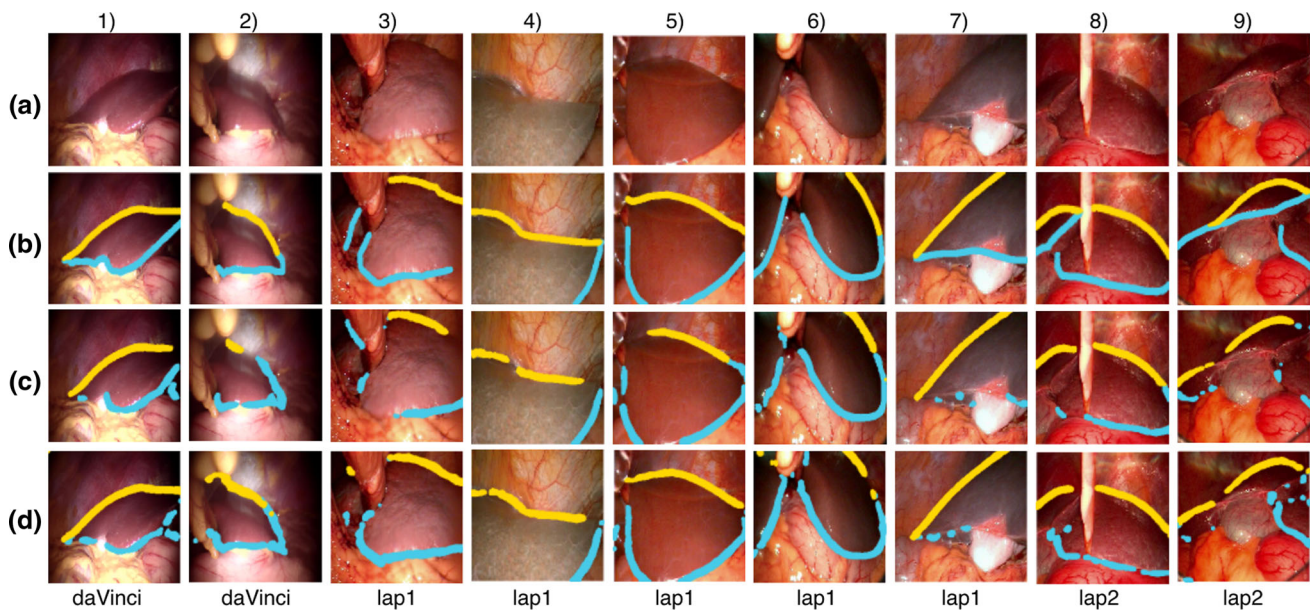 1) 2) 3) 4) 5) 6) 7) 8) 9)
(a)
(b)
(c)
(d)
daVinci daVinci lap1 lap1 lap1 lap1 lap1 lap2 lap2